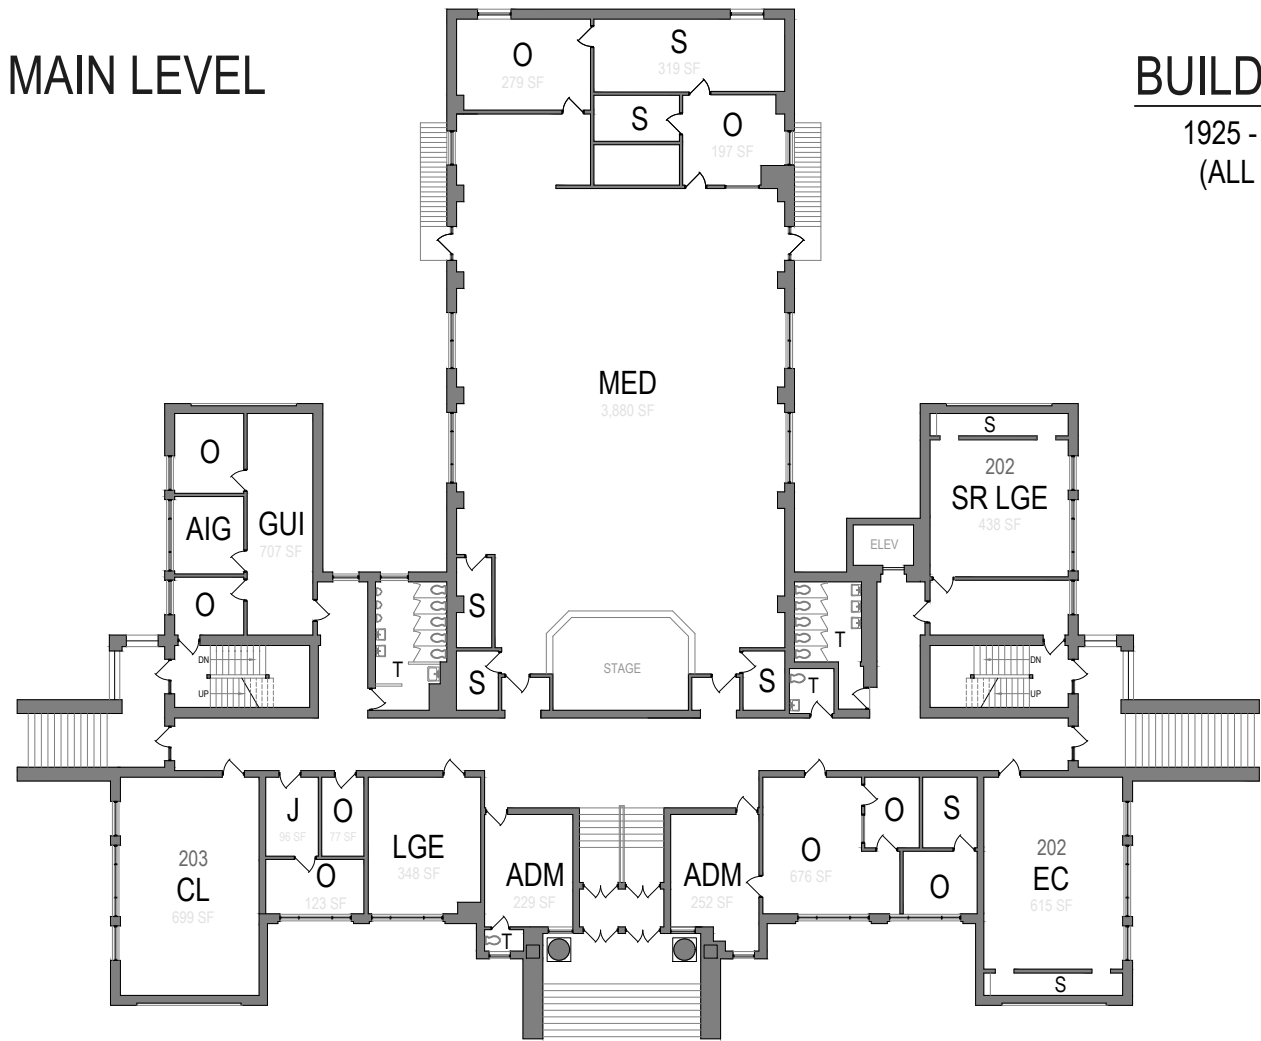 MAIN LEVEL
BUILD
1925 -
(ALL
O
279 SF
S
319 SF
S
O
197 SF
MED
3,880 SF
O
AIG
GUI
707 SF
O
S
202
SR LGE
438 SF
ELEV
S
T
T
DN
UP
S
STAGE
S
T
DN
UP
203
CL
699 SF
J
96 SF
O
77 SF
O
123 SF
LGE
348 SF
ADM
229 SF
T
ADM
252 SF
O
676 SF
O
S
O
202
EC
615 SF
S